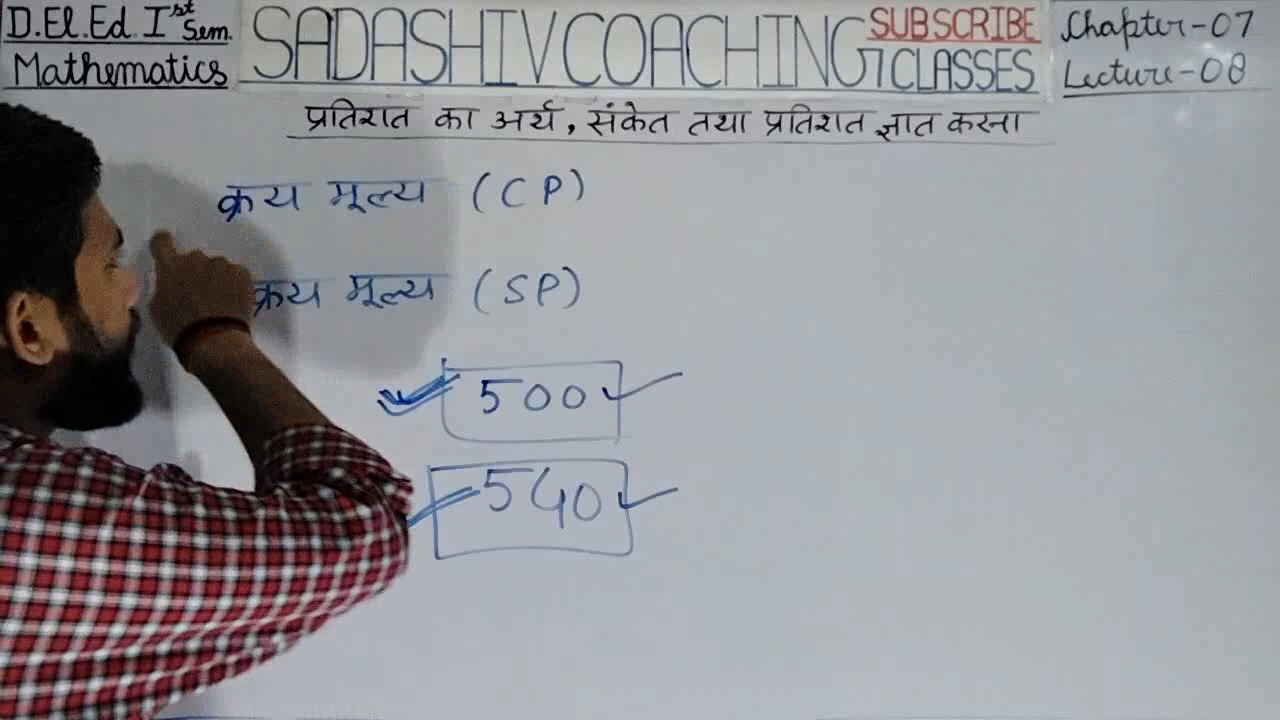 D.El.Ed. Ist Sem.
Mathematics
SADASHIV COACHING CLASSES
SUBSCRIBE
Chapter-07
Lecture-08
प्रतिशत का अर्थ, संकेत तथा प्रतिशत ज्ञात करना
क्रय मूल्य (CP)
क्रय मूल्य (SP)
500
540